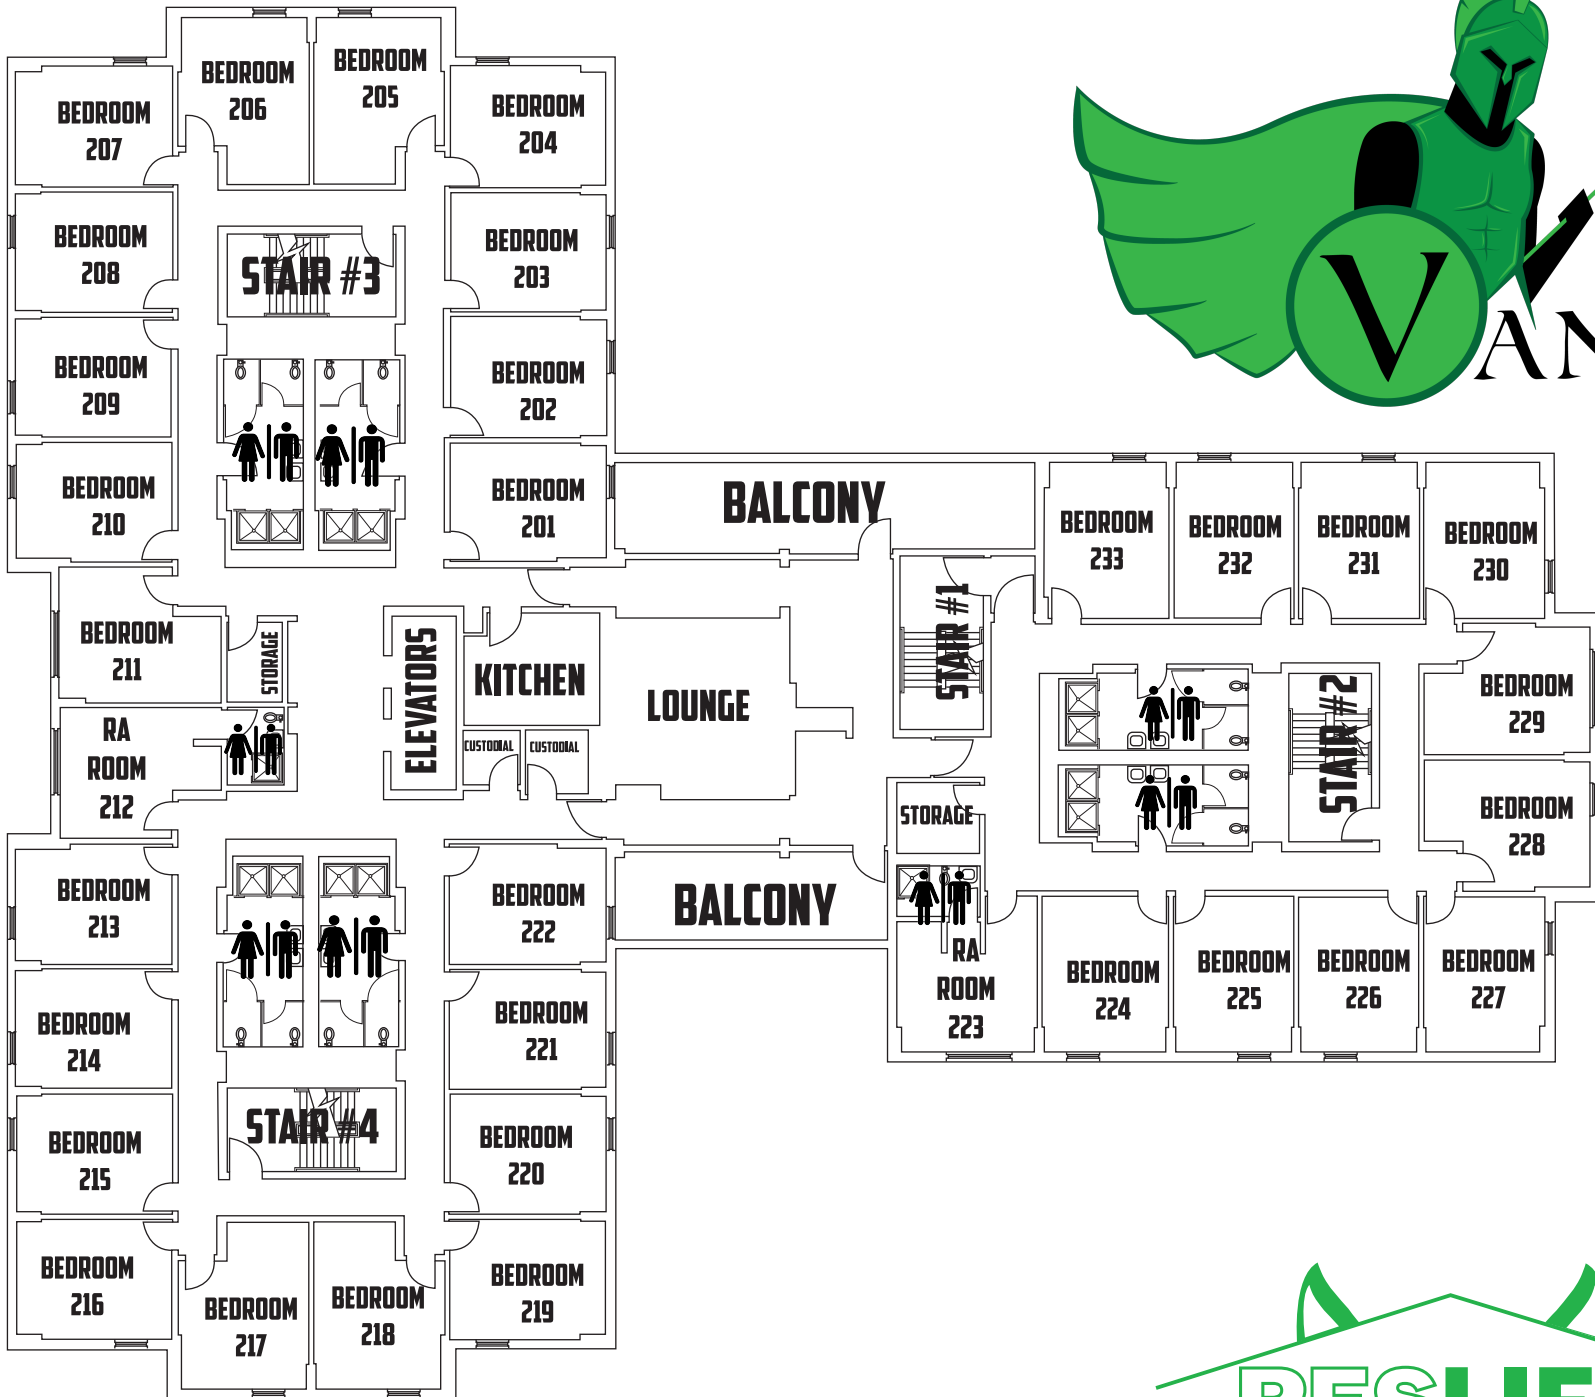 BEDROOM
206
BEDROOM
205
BEDROOM
207
BEDROOM
204
BEDROOM
208
STAIR #3
BEDROOM
203
BEDROOM
209
BEDROOM
202
BEDROOM
210
BEDROOM
201
BALCONY
V
AN
BEDROOM
233
BEDROOM
232
BEDROOM
231
BEDROOM
230
BEDROOM
211
STORAGE
ELEVATORS
KITCHEN
LOUNGE
STAIR #1
STAIR #2
BEDROOM
229
RA
ROOM
212
CUSTODIAL
CUSTODIAL
STORAGE
BEDROOM
228
BEDROOM
213
BEDROOM
222
BALCONY
RA
ROOM
223
BEDROOM
224
BEDROOM
225
BEDROOM
226
BEDROOM
227
BEDROOM
214
BEDROOM
221
BEDROOM
215
STAIR #4
BEDROOM
220
BEDROOM
216
BEDROOM
217
BEDROOM
218
BEDROOM
219